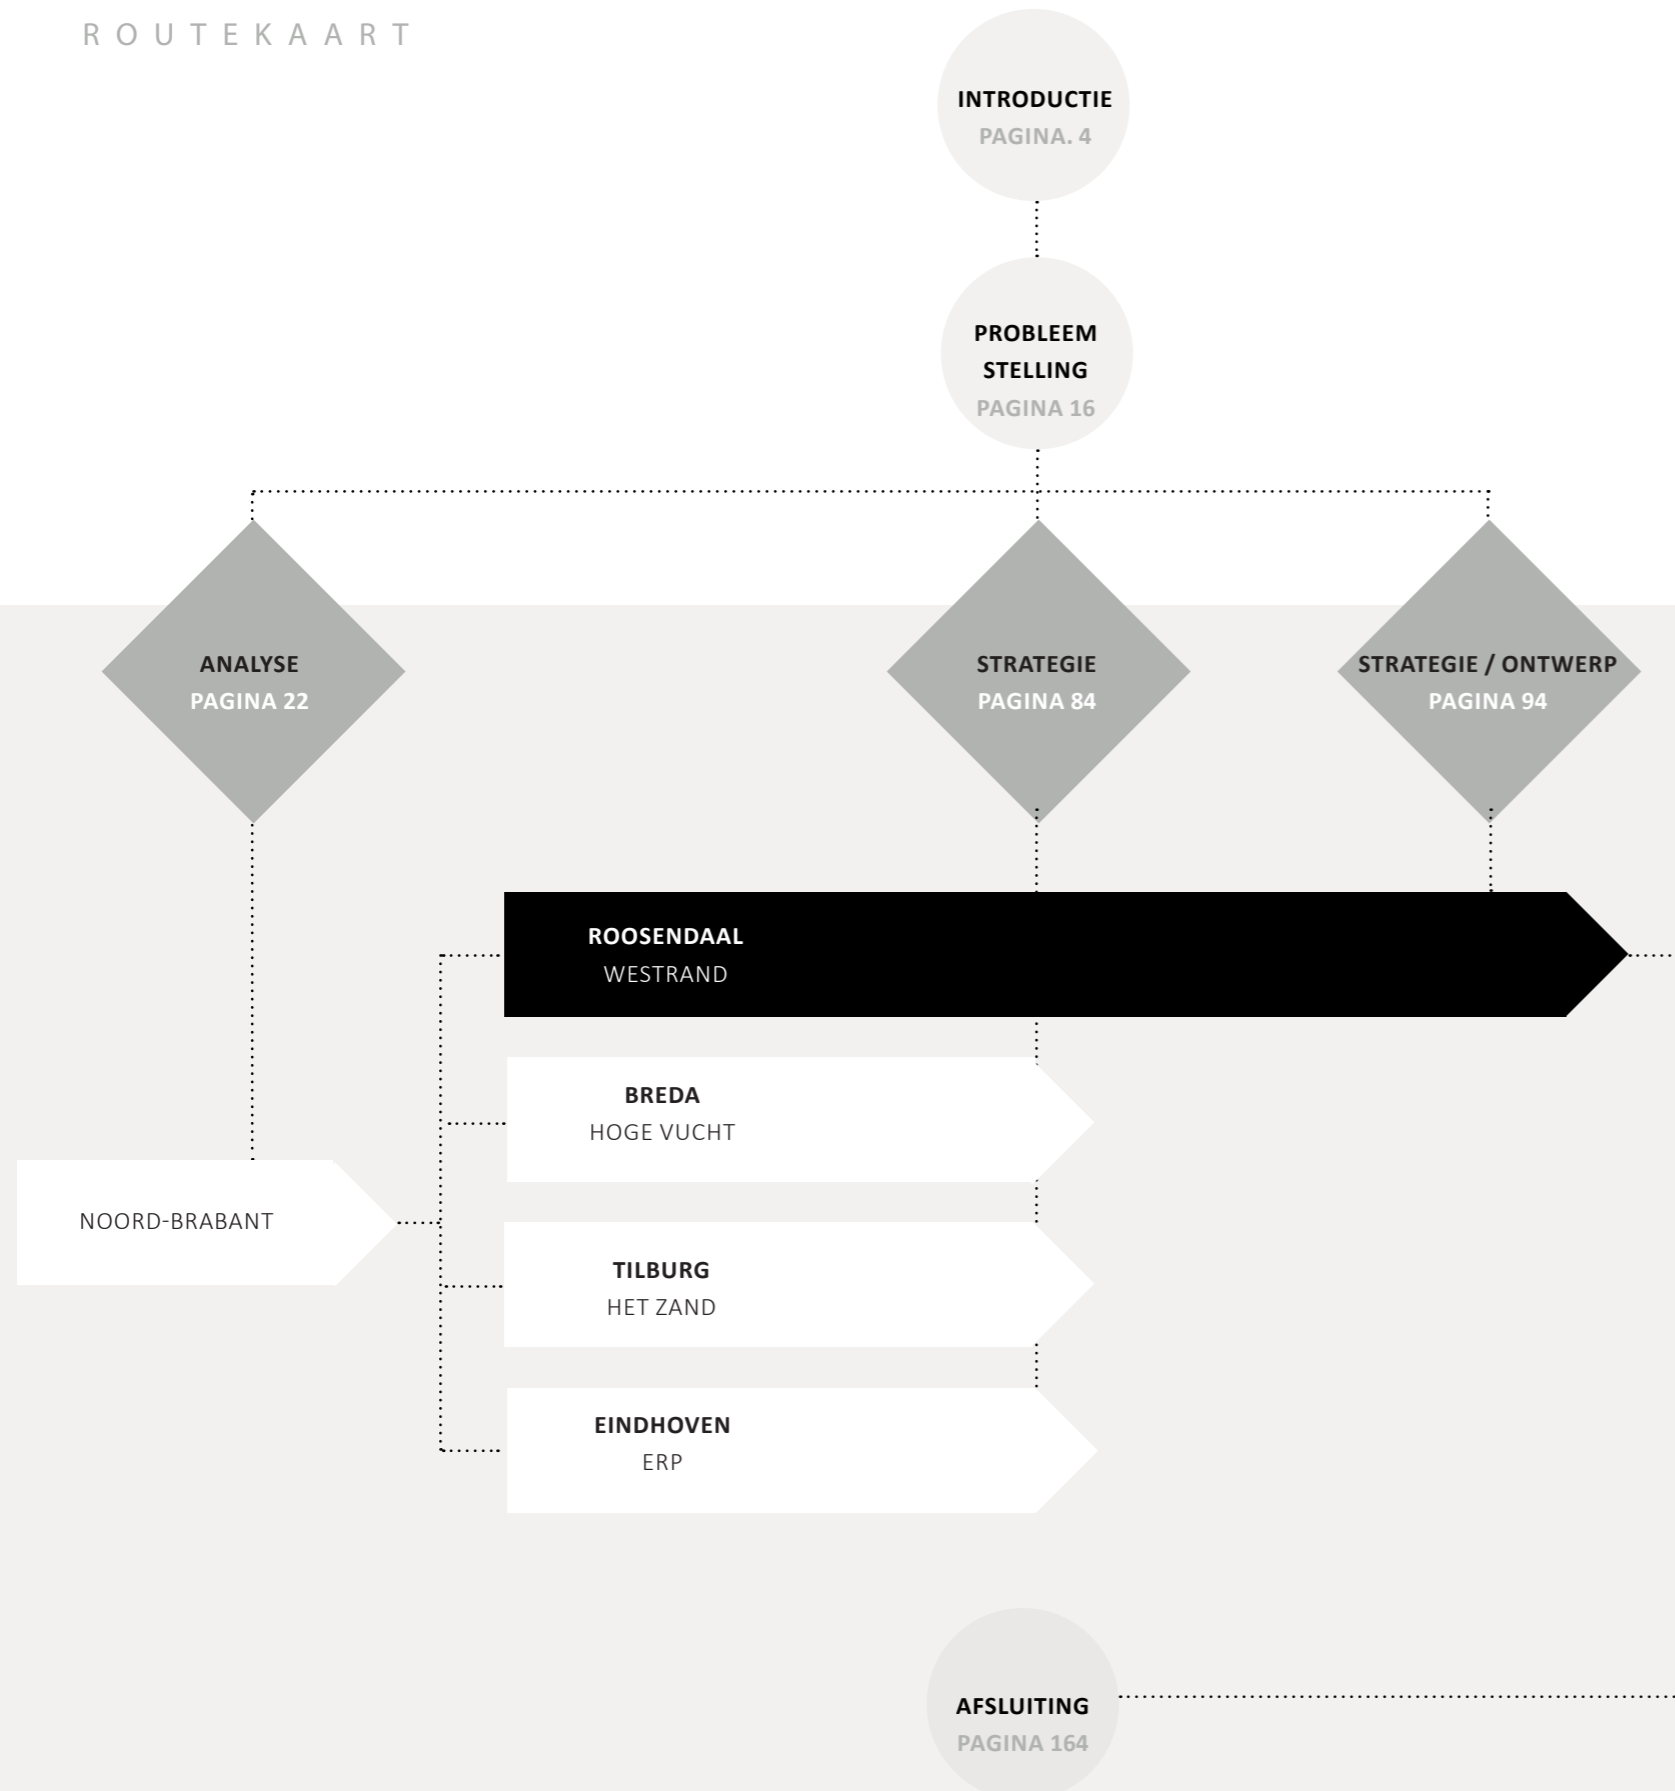 ROUTEKAART
INTRODUCTIE
PAGINA. 4
PROBLEEM
STELLING
PAGINA 16
ANALYSE
PAGINA 22
STRATEGIE
PAGINA 84
STRATEGIE / ONTWERP
PAGINA 94
ROOSENDAAL
WESTRAND
BREDA
HOGE VUCHT
NOORD-BRABANT
TILBURG
HET ZAND
EINDHOVEN
ERP
AFSLUITING
PAGINA 164